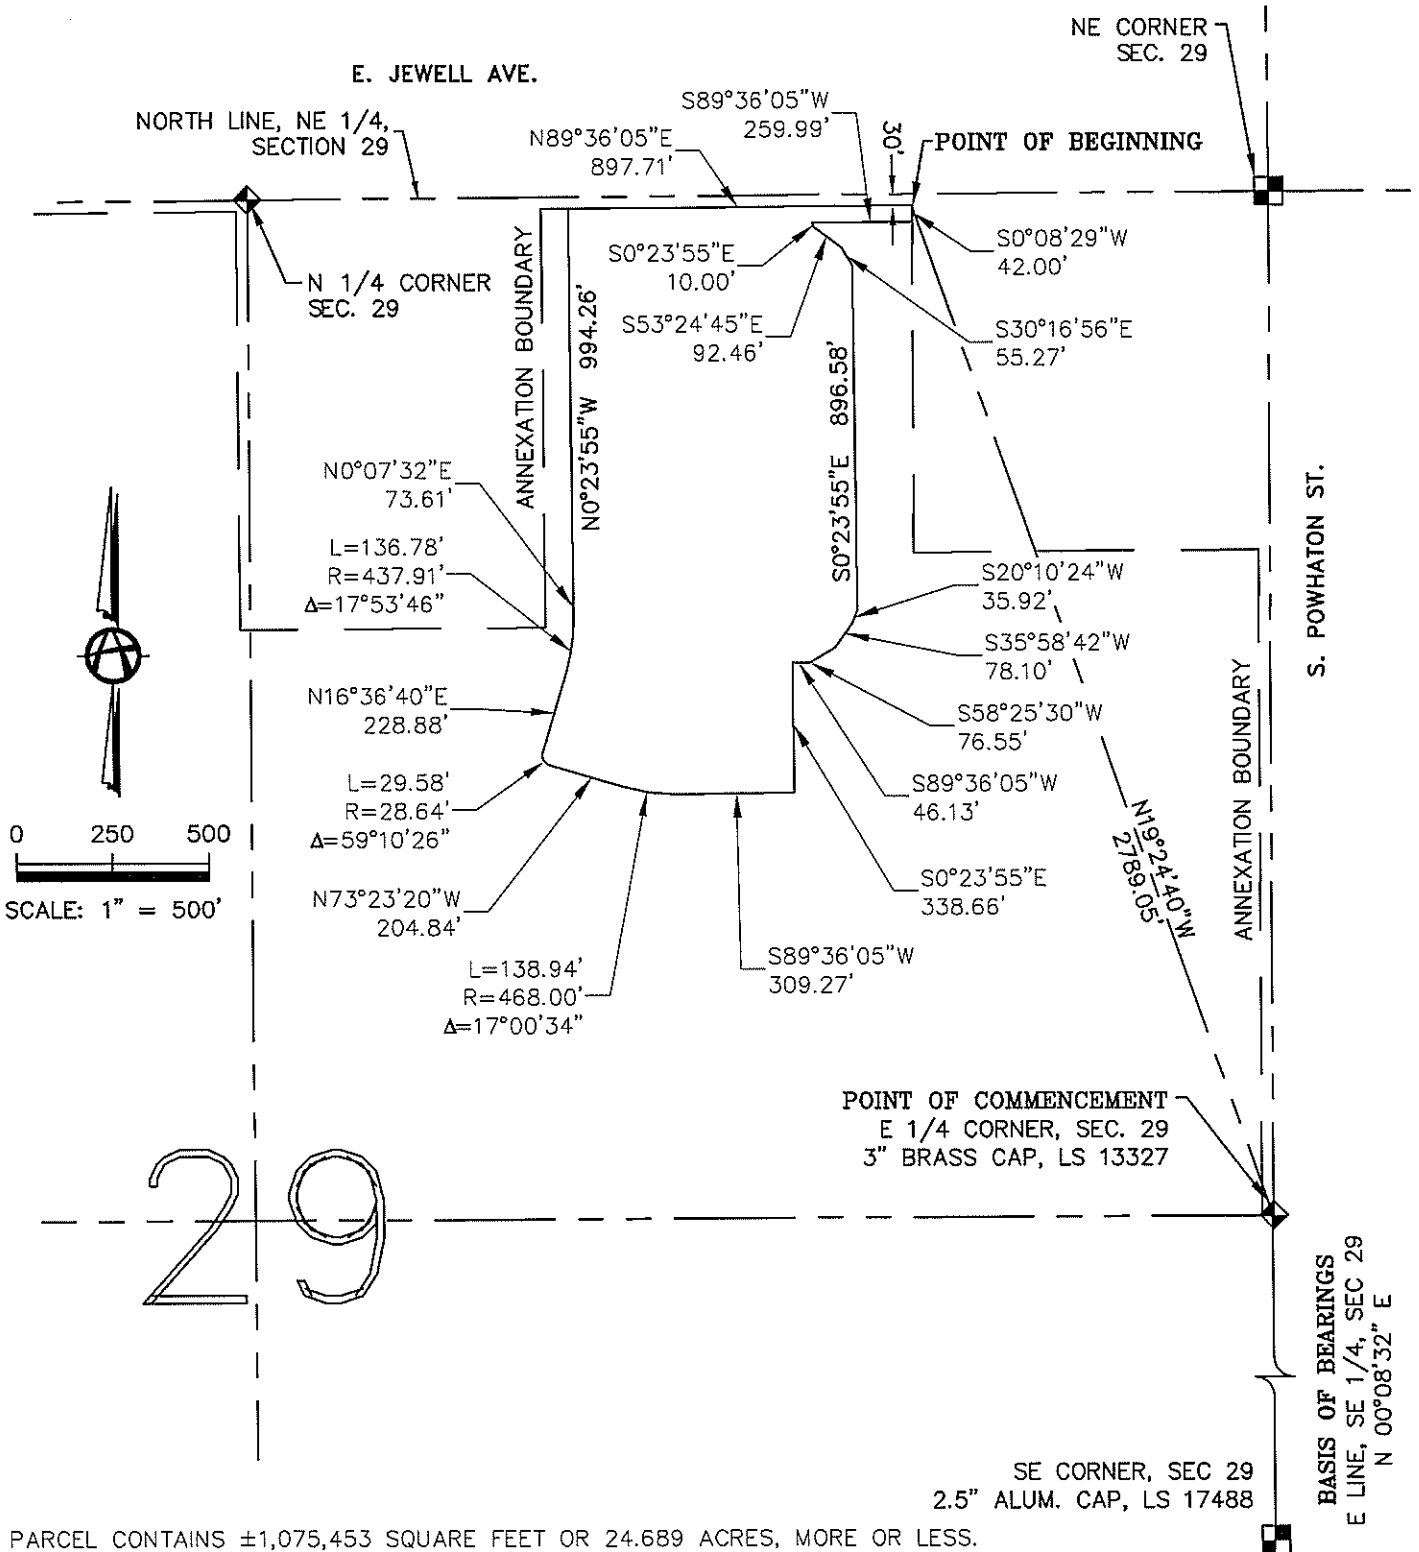 NE CORNER
SEC. 29
E. JEWELL AVE.
NORTH LINE, NE 1/4,
SECTION 29
N89°36'05"E
897.71'
S89°36'05"W
259.99'
30'
POINT OF BEGINNING
N 1/4 CORNER
SEC. 29
ANNEXATION BOUNDARY
N0°23'55"W 994.26'
S0°23'55"E
10.00'
S53°24'45"E
92.46'
S0°08'29"W
42.00'
S30°16'56"E
55.27'
S0°23'55"E 896.58'
N0°07'32"E
73.61'
L=136.78'
R=437.91'
Δ=17°53'46"
N16°36'40"E
228.88'
L=29.58'
R=28.64'
Δ=59°10'26"
N73°23'20"W
204.84'
L=138.94'
R=468.00'
Δ=17°00'34"
S20°10'24"W
35.92'
S35°58'42"W
78.10'
S58°25'30"W
76.55'
S89°36'05"W
46.13'
S0°23'55"E
338.66'
S89°36'05"W
309.27'
N19°24'40"W
2789.05'
ANNEXATION BOUNDARY
S. POWHATON ST.
0 250 500
SCALE: 1" = 500'
POINT OF COMMENCEMENT
E 1/4 CORNER, SEC. 29
3" BRASS CAP, LS 13327
29
BASIS OF BEARINGS
E LINE, SE 1/4, SEC 29
N 00°08'32" E
SE CORNER, SEC 29
2.5" ALUM. CAP, LS 17488
PARCEL CONTAINS ±1,075,453 SQUARE FEET OR 24.689 ACRES, MORE OR LESS.